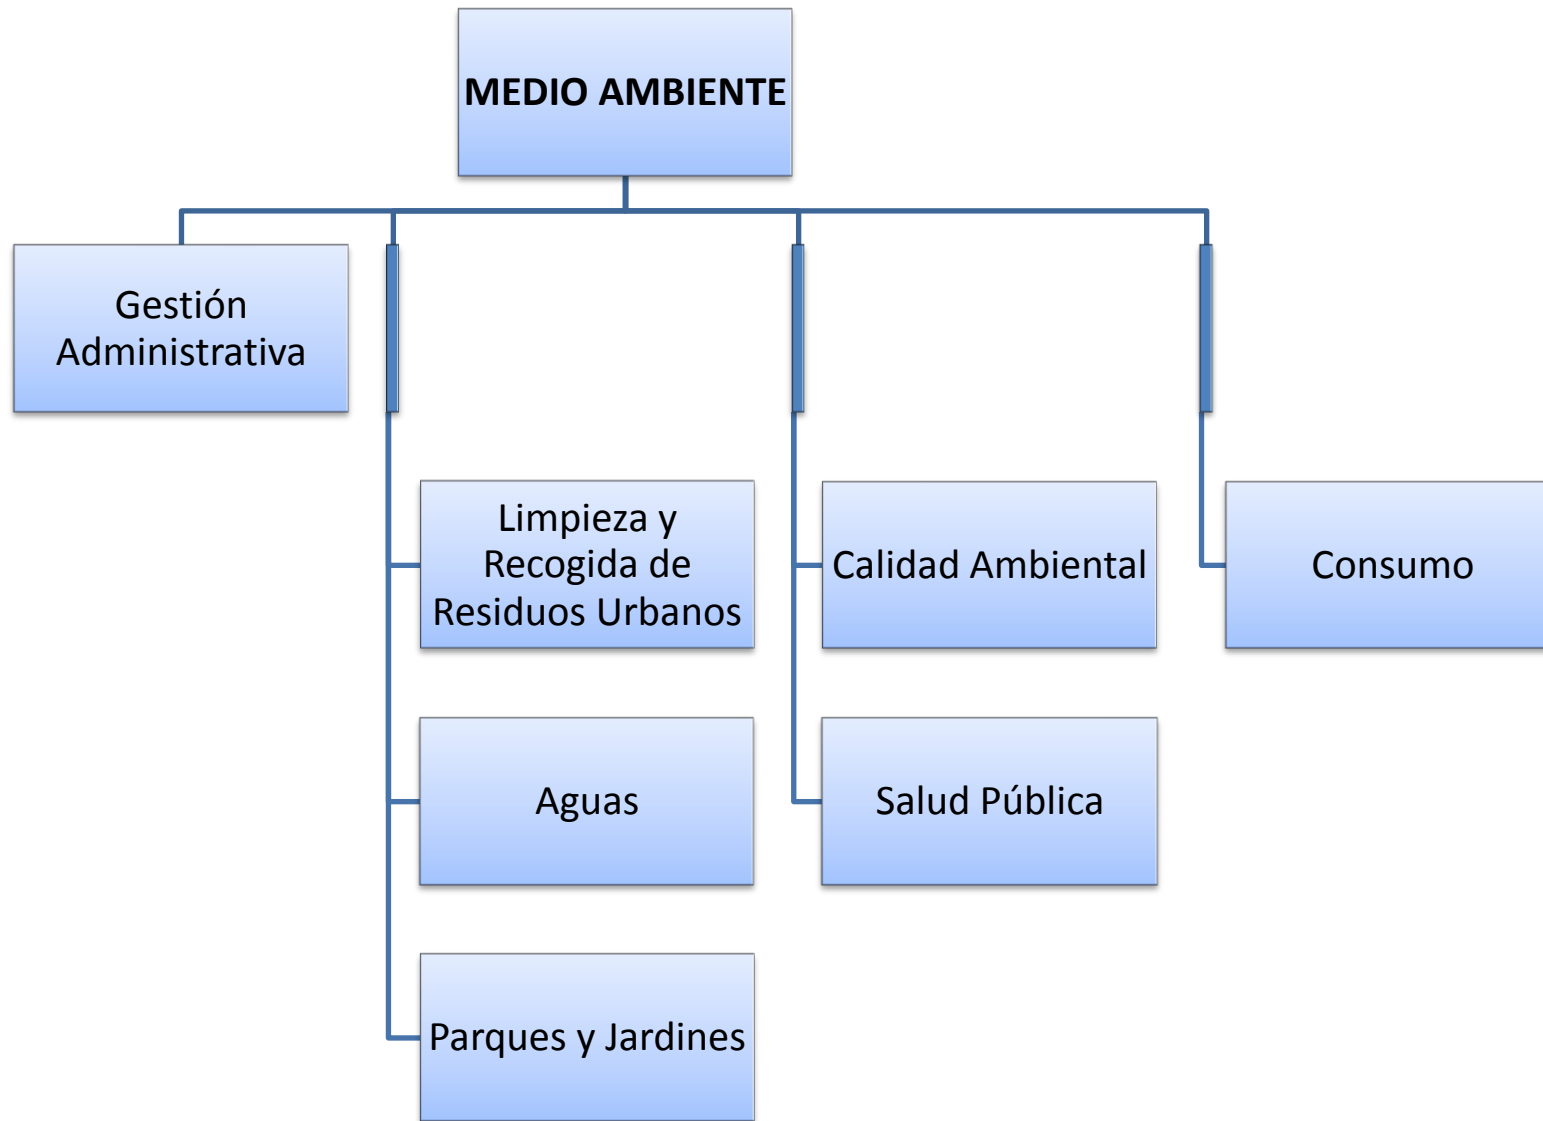 MEDIO AMBIENTE
Gestión
Administrativa
Limpieza y
Recogida de
Residuos Urbanos
Calidad Ambiental
Consumo
Aguas
Salud Pública
Parques y Jardines